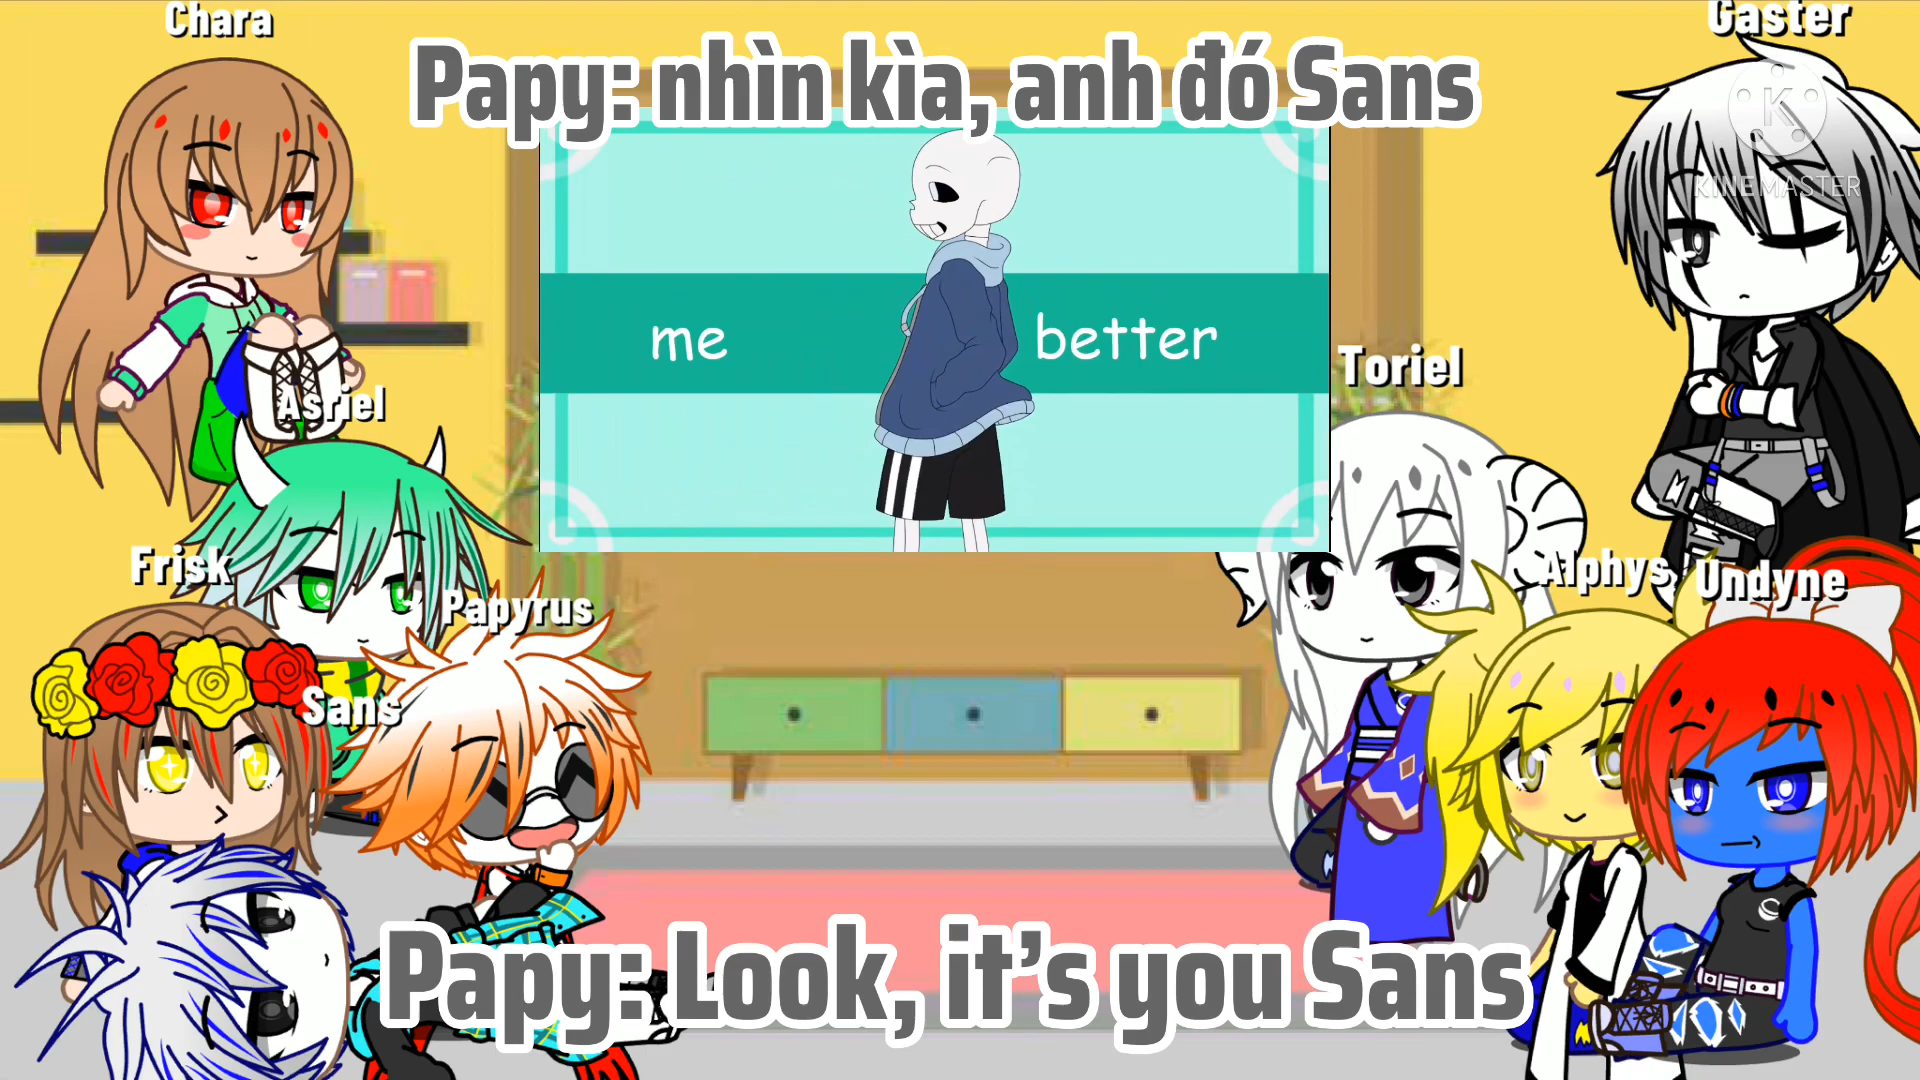 Chara
Gaster
Papy: nhìn kìa, anh đó Sans
KINEMASTER
me better
Toriel
Asriel
Frisk
Alphys
Undyne
Papyrus
Sans
Papy: Look, it's you Sans